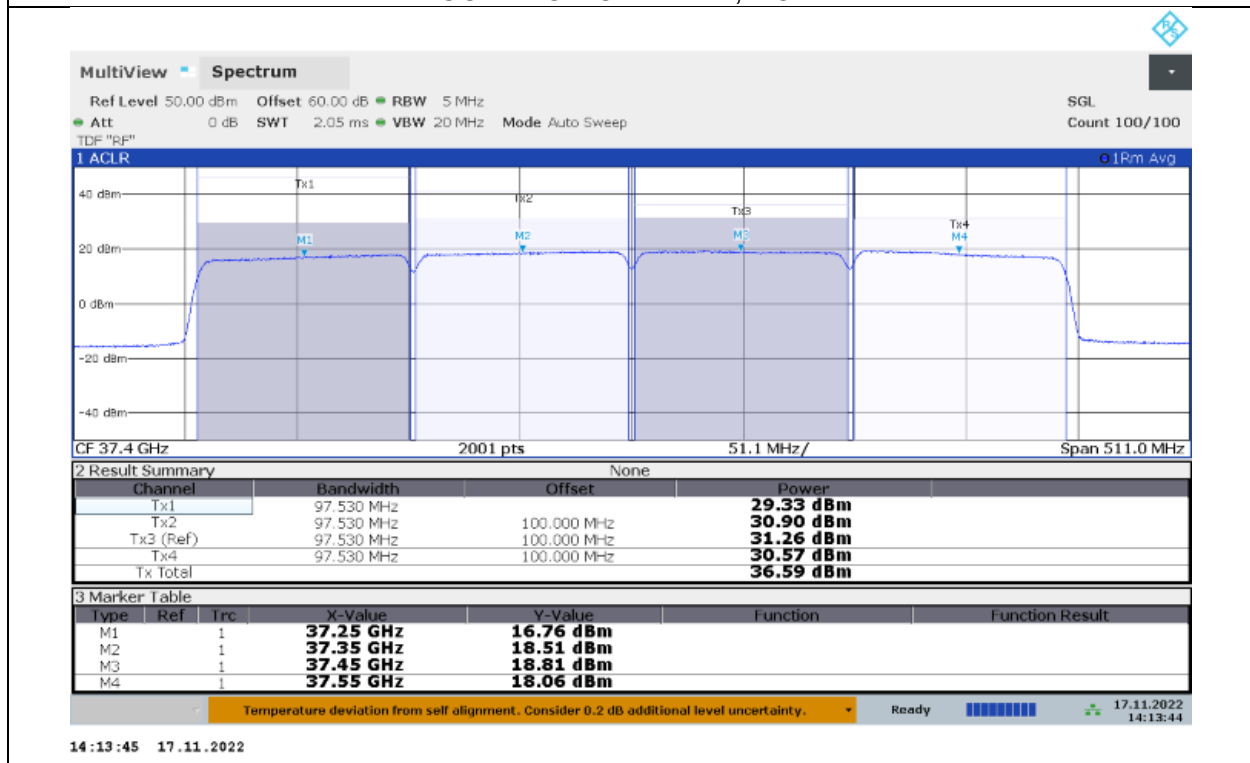 R&S
MultiView Spectrum
Ref Level 50.00 dBm Offset 60.00 dB RBW 5 MHz SGL
Att 0 dB SWT 2.05 ms VBW 20 MHz Mode Auto Sweep Count 100/100
TDF "RF"
1 ACLR 1Rm Avg
Tx1
40 dBm
Tx2
Tx3
Tx4
M1
M2
M3
M4
20 dBm
0 dBm
-20 dBm
-40 dBm
CF 37.4 GHz 2001 pts 51.1 MHz/ Span 511.0 MHz
2 Result Summary None
Channel Bandwidth Offset Power
Tx1 97.530 MHz 29.33 dBm
Tx2 97.530 MHz 100.000 MHz 30.90 dBm
Tx3 (Ref) 97.530 MHz 100.000 MHz 31.26 dBm
Tx4 97.530 MHz 100.000 MHz 30.57 dBm
Tx Total 36.59 dBm
3 Marker Table
Type Ref Trc X-Value Y-Value Function Function Result
M1 1 37.25 GHz 16.76 dBm
M2 1 37.35 GHz 18.51 dBm
M3 1 37.45 GHz 18.81 dBm
M4 1 37.55 GHz 18.06 dBm
Temperature deviation from self alignment. Consider 0.2 dB additional level uncertainty. Ready 17.11.2022
14:13:44
14:13:45 17.11.2022